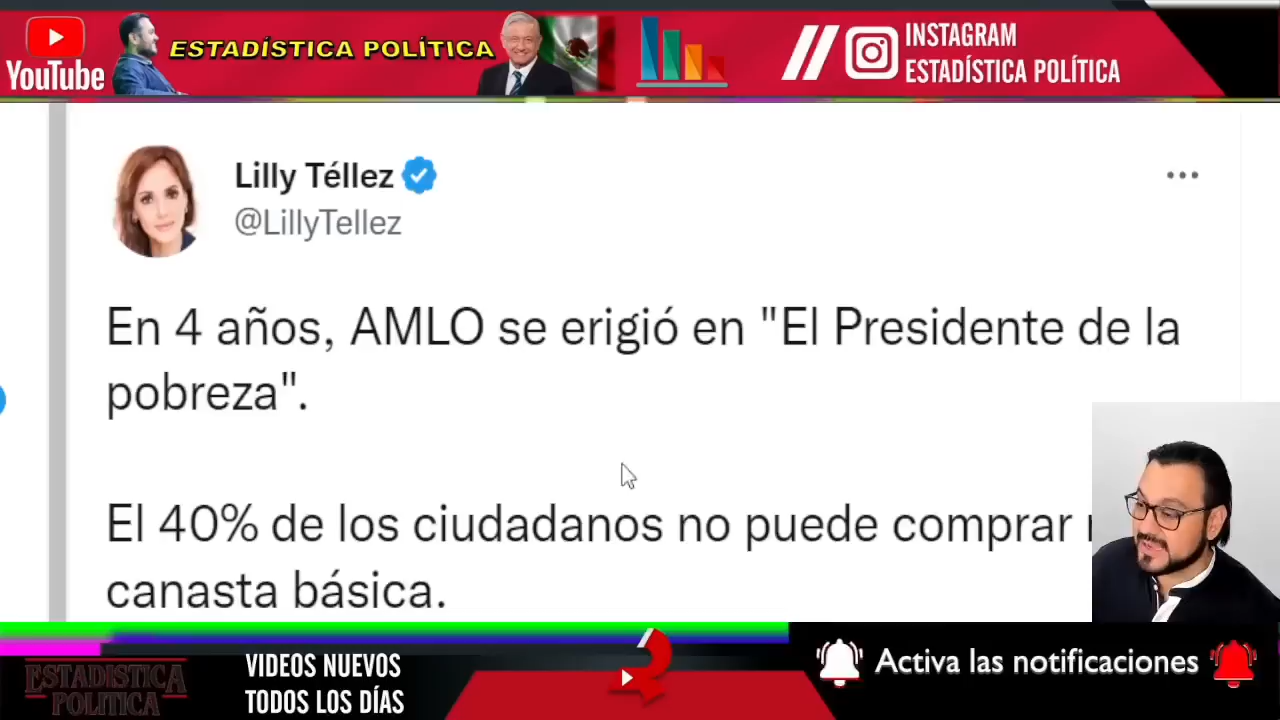 YouTube
ESTADÍSTICA POLÍTICA
INSTAGRAM
ESTADÍSTICA POLÍTICA
Lilly Téllez
@LillyTellez
En 4 años, AMLO se erigió en "El Presidente de la
pobreza".
El 40% de los ciudadanos no puede comprar
canasta básica.
ESTADÍSTICA
POLÍTICA
VIDEOS NUEVOS
TODOS LOS DÍAS
Activa las notificaciones